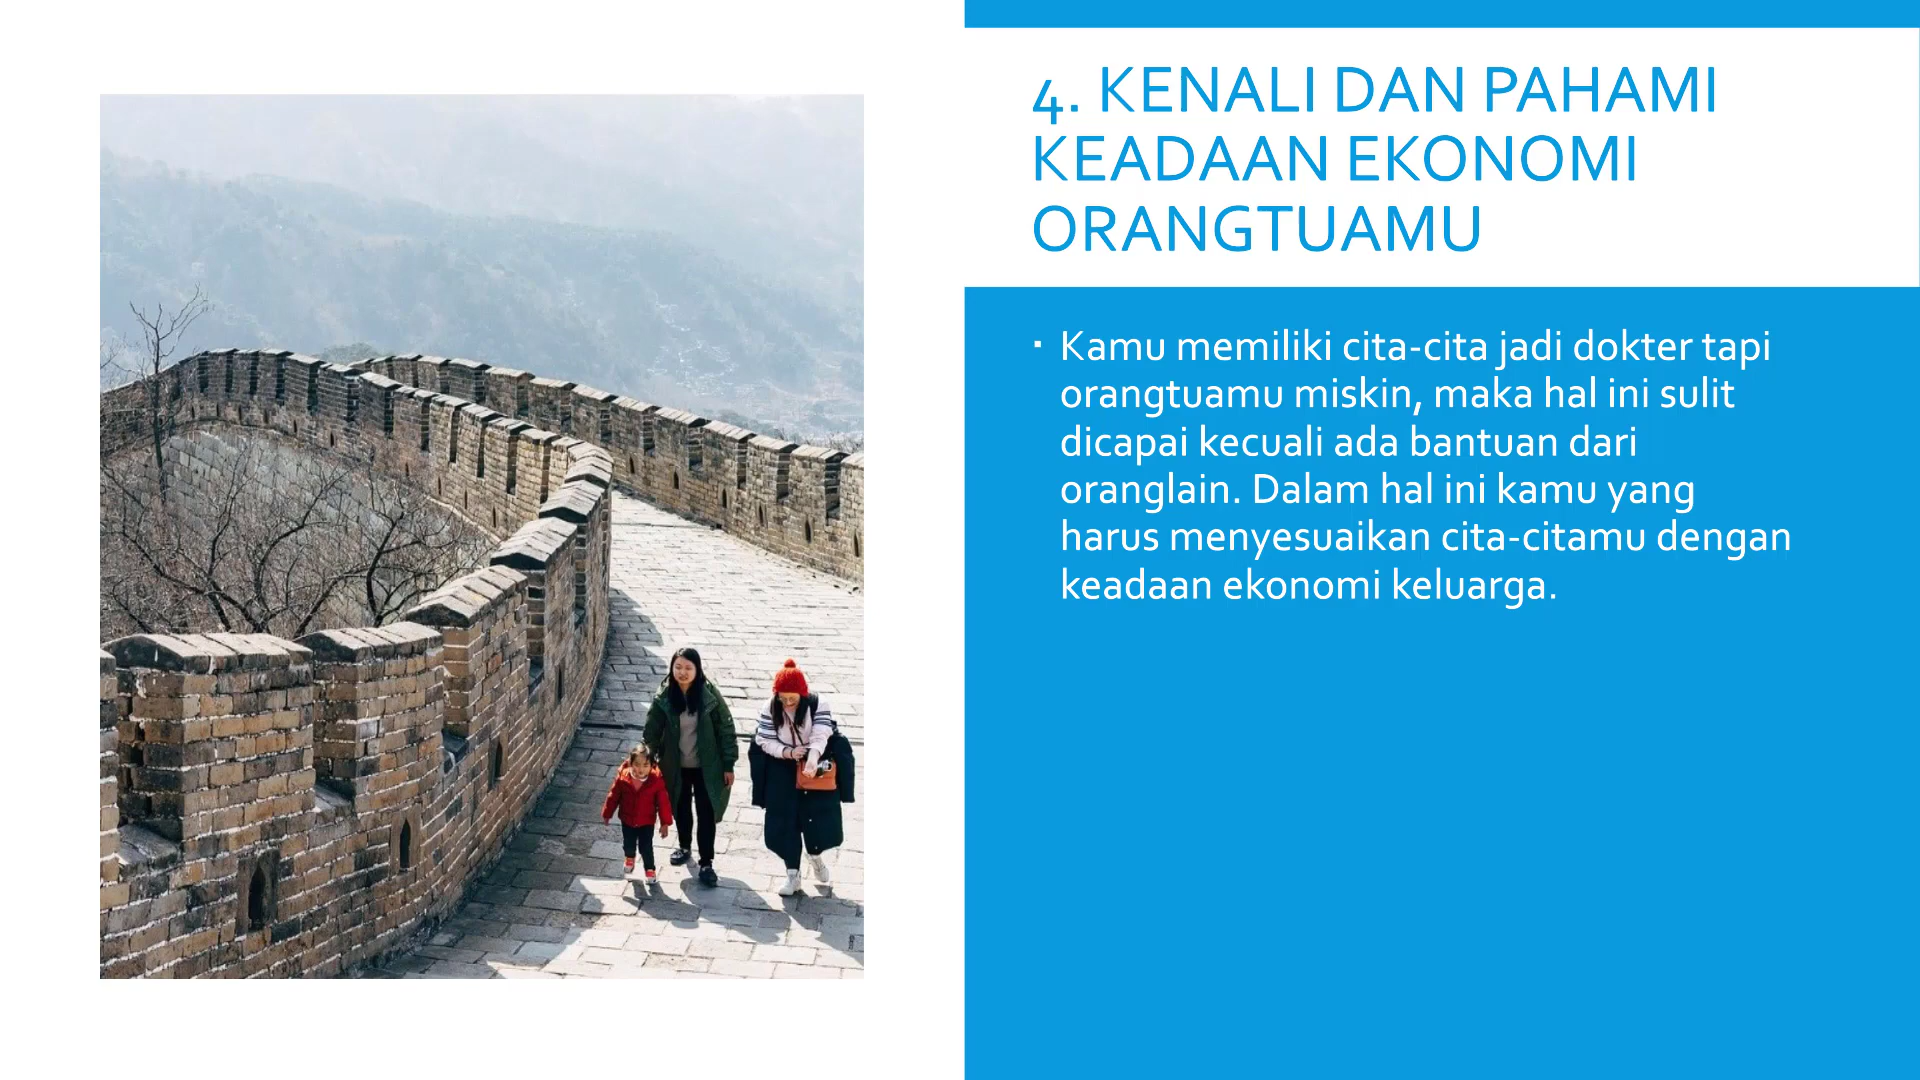 4. KENALI DAN PAHAMI
KEADAAN EKONOMI
ORANGTUAMU
▪ Kamu memiliki cita-cita jadi dokter tapi
orangtuamu miskin, maka hal ini sulit
dicapai kecuali ada bantuan dari
oranglain. Dalam hal ini kamu yang
harus menyesuaikan cita-citamu dengan
keadaan ekonomi keluarga.